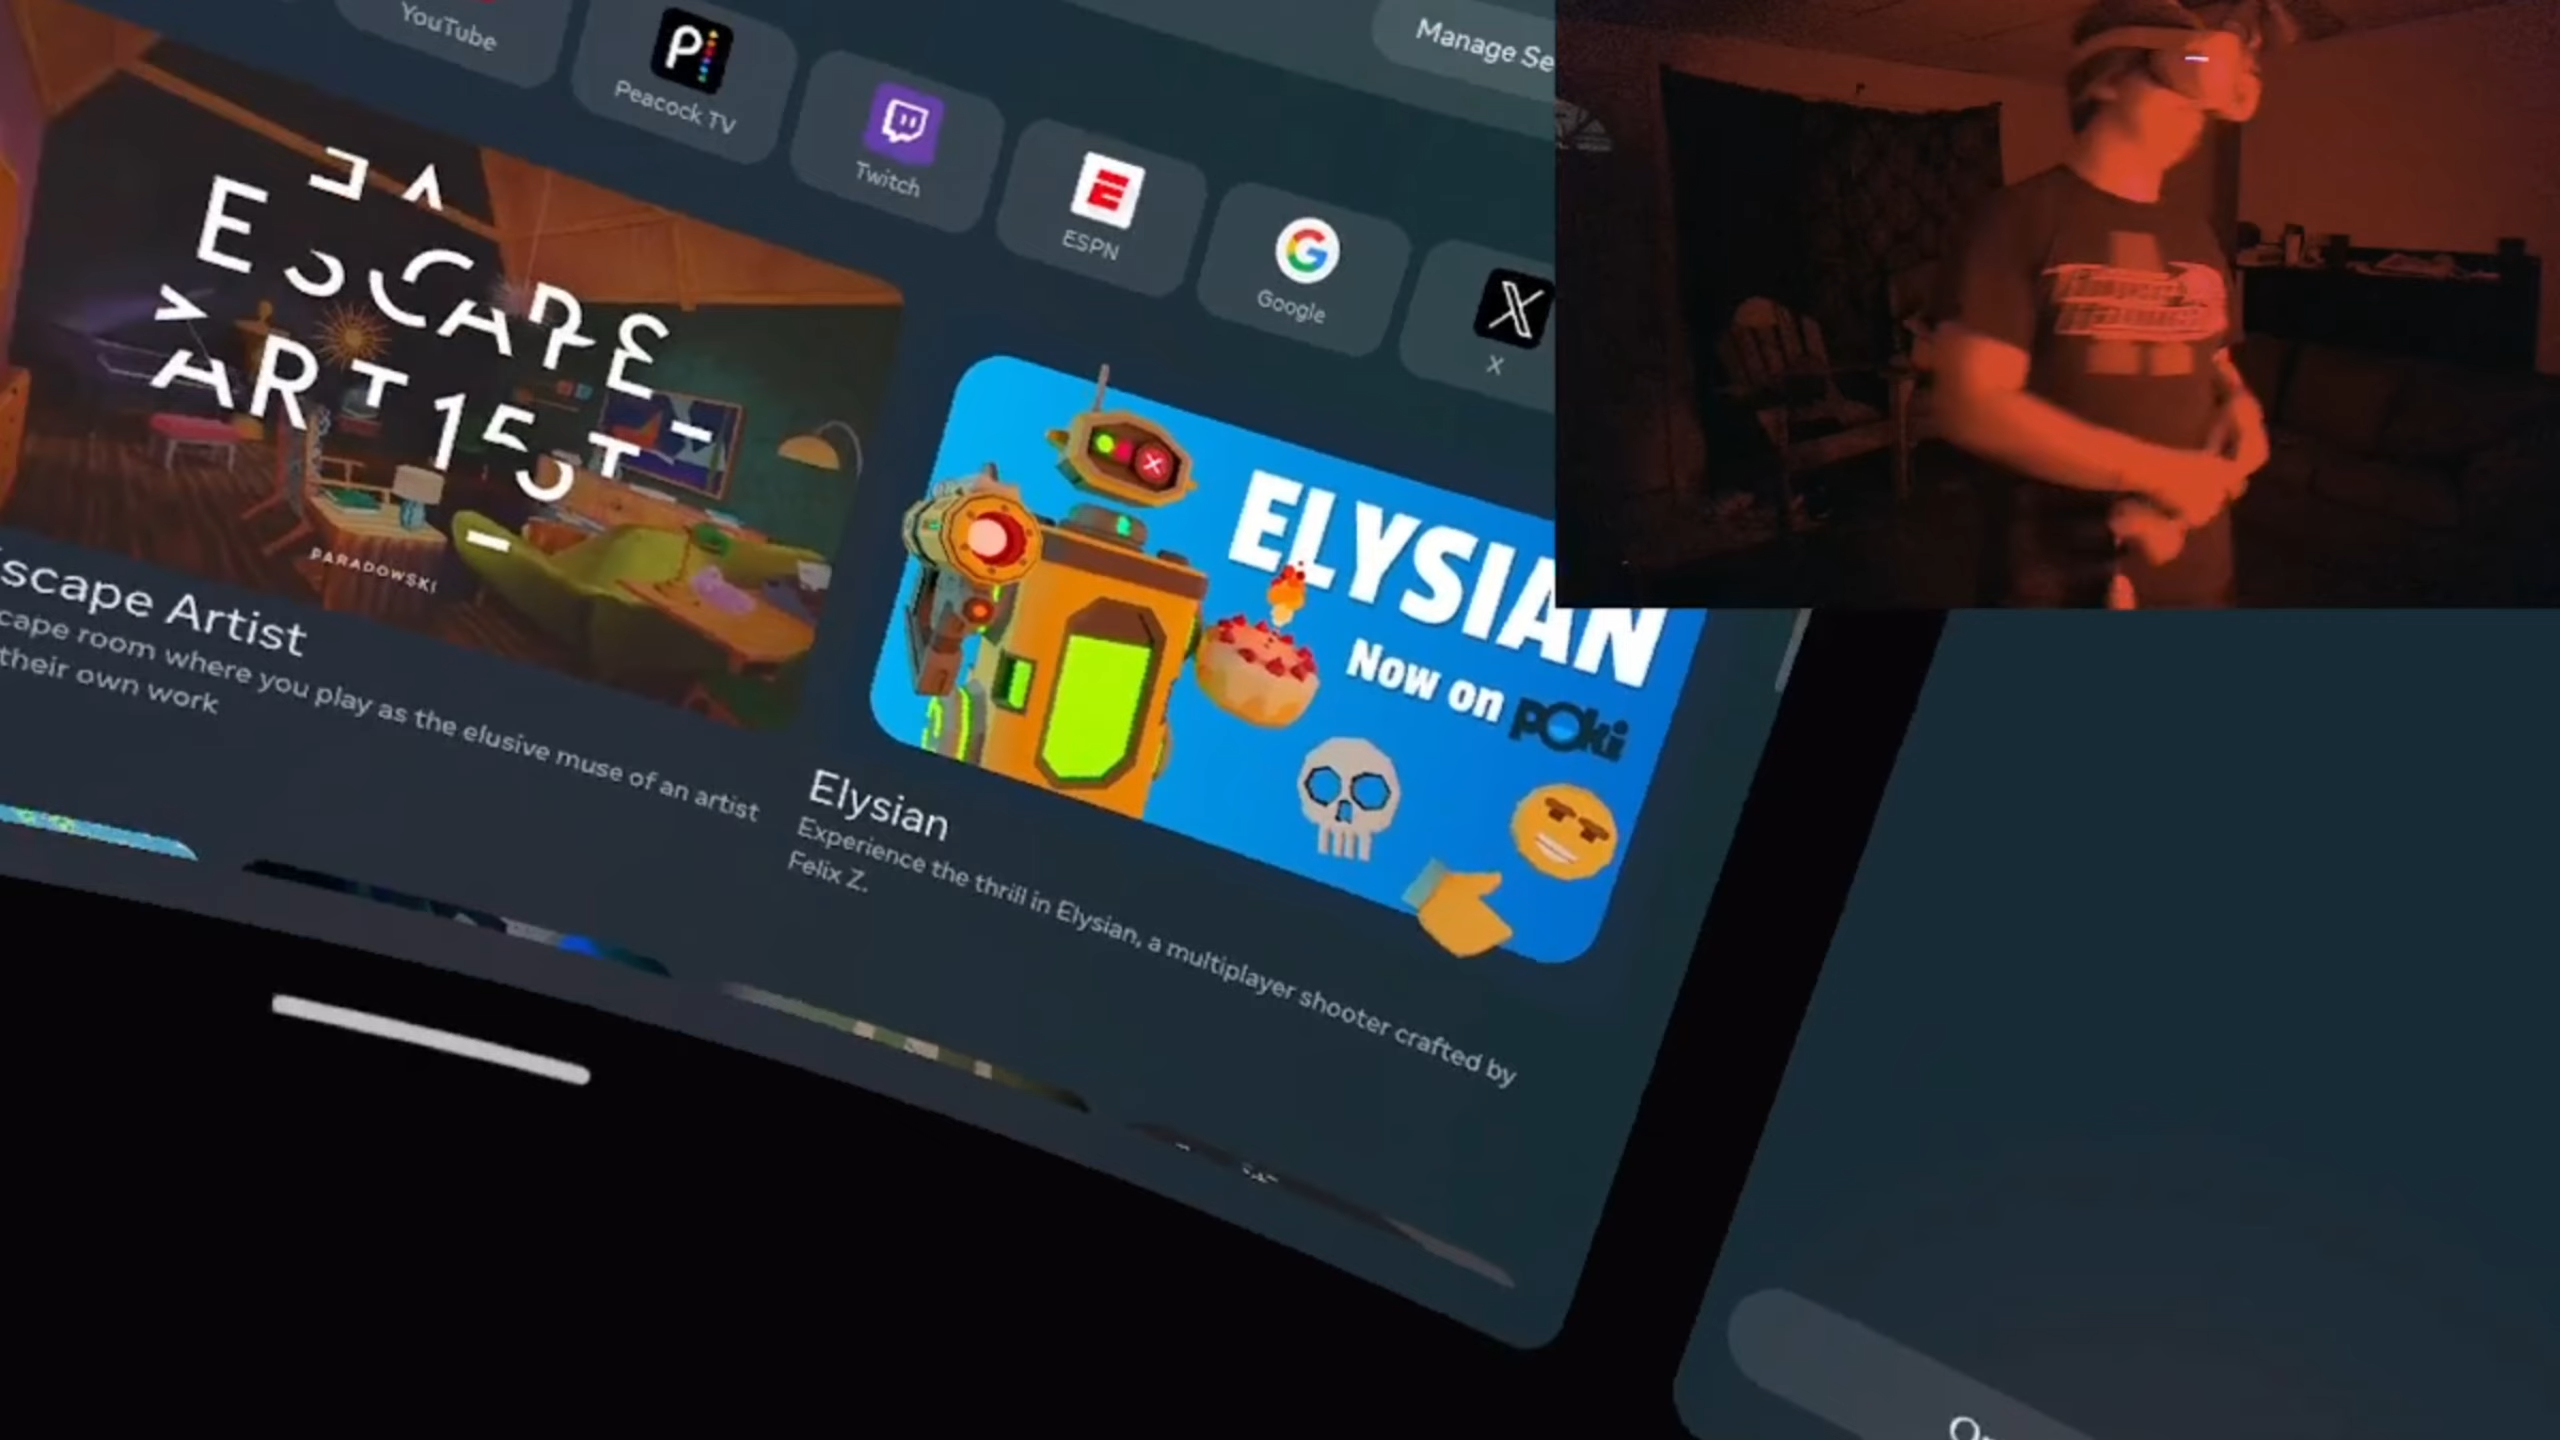 YouTube
Peacock TV
Twitch
ESPN
Google
X
Manage Se
ESCAPE
ART15T
PARADOWSKI
scape Artist
cape room where you play as the elusive muse of an artist
their own work
ELYSIAN
Now on poki
Elysian
Experience the thrill in Elysian, a multiplayer shooter crafted by
Felix Z.